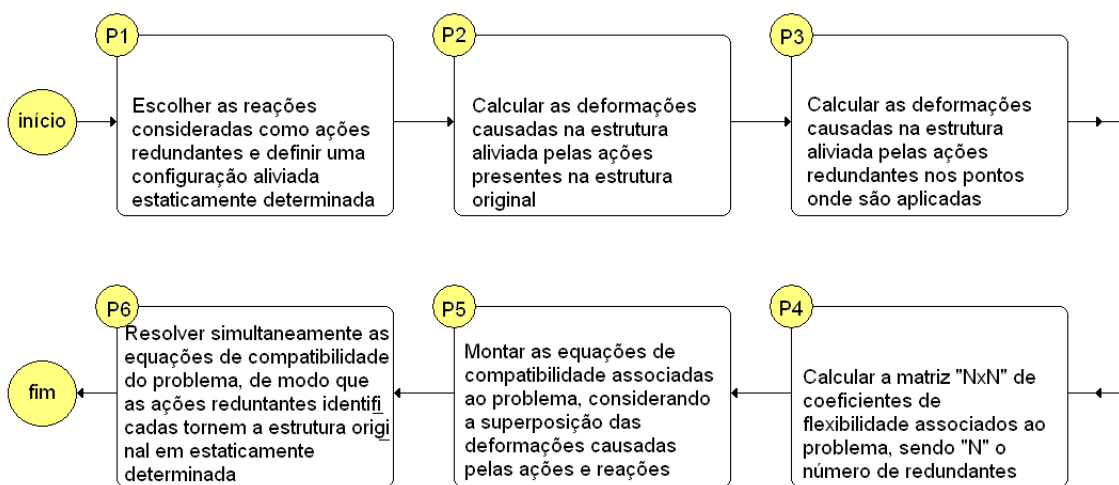 início
P1
Escolher as reações
consideradas como ações
redundantes e definir uma
configuração aliviada
estaticamente determinada
P2
Calcular as deformações
causadas na estrutura
aliviada pelas ações
presentes na estrutura
original
P3
Calcular as deformações
causadas na estrutura
aliviada pelas ações
redundantes nos pontos
onde são aplicadas
P4
Calcular a matriz "NxN" de
coeficientes de
flexibilidade associados ao
problema, sendo "N" o
número de redundantes
P5
Montar as equações de
compatibilidade associadas
ao problema, considerando
a superposição das
deformações causadas
pelas ações e reações
P6
Resolver simultaneamente as
equações de compatibilidade
do problema, de modo que
as ações reduntantes identifi
cadas tornem a estrutura origi
nal em estaticamente
determinada
fim